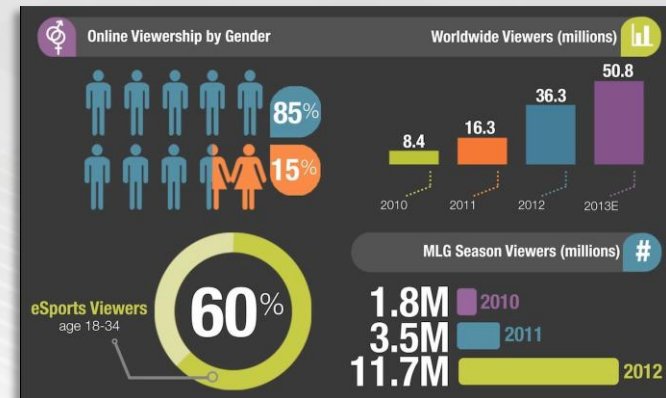 Online Viewership by Gender
85%
15%
Worldwide Viewers (millions)
8.4
16.3
36.3
50.8
2010
2011
2012
2013E
eSports Viewers
age 18-34
60%
MLG Season Viewers (millions)
#
1.8M 2010
3.5M 2011
11.7M 2012